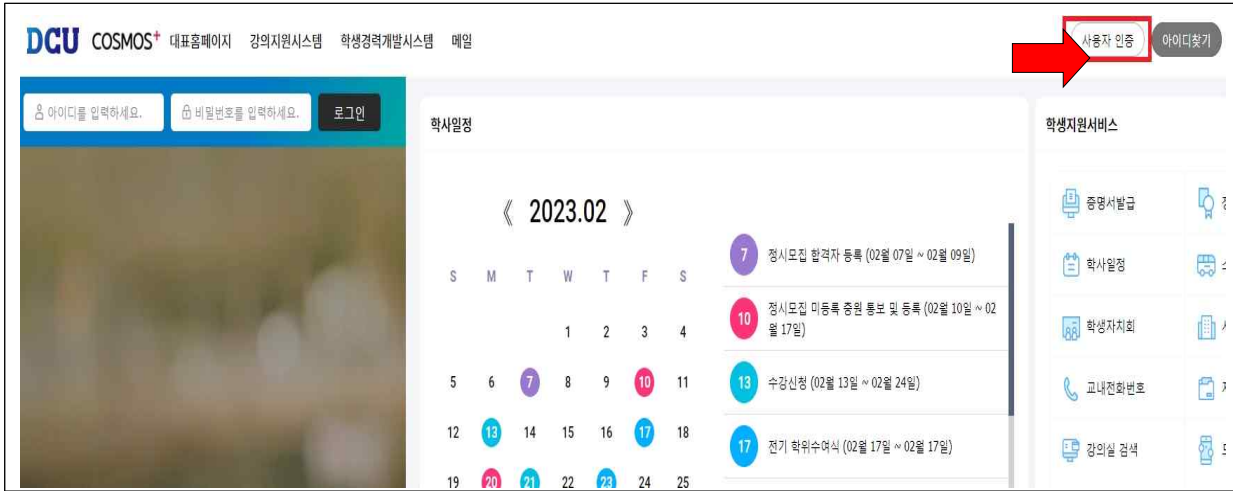 DCU COSMOS+ 대표홈페이지 강의지원시스템 학생경력개발시스템 메일
사용자 인증 아이디찾기
아이디를 입력하세요. 비밀번호를 입력하세요. 로그인
학사일정
《 2023.02 》
S M T W T F S
1 2 3 4
5 6 7 8 9 10 11
12 13 14 15 16 17 18
19 20 21 22 23 24 25
7 정시모집 합격자 등록 (02월 07일 ~ 02월 09일)
10 정시모집 미등록 충원 통보 및 등록 (02월 10일 ~ 02
월 17일)
13 수강신청 (02월 13일 ~ 02월 24일)
17 전기 학위수여식 (02월 17일 ~ 02월 17일)
학생지원서비스
증명서발급
학사일정
학생자치회
교내전화번호
강의실 검색